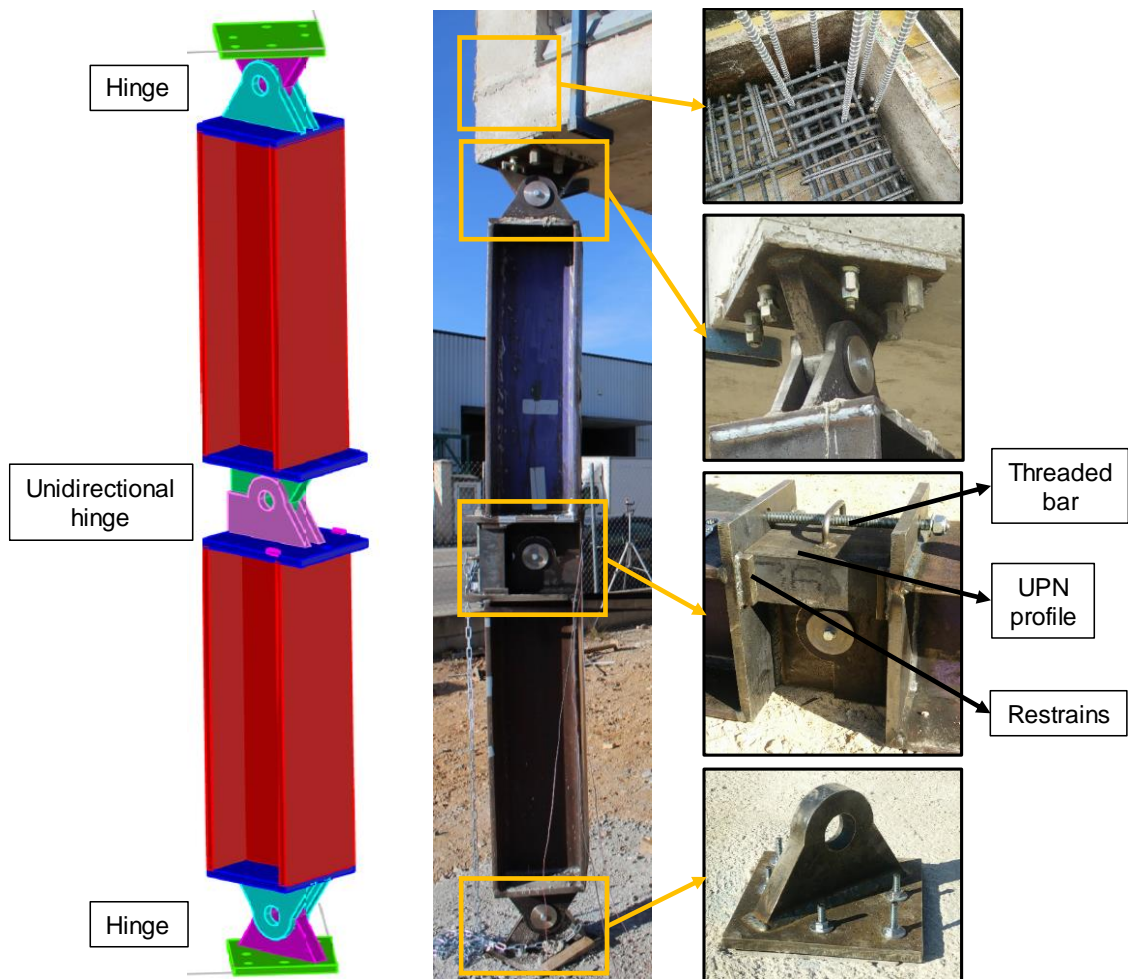 Hinge
Unidirectional
hinge
Hinge
Threaded
bar
UPN
profile
Restrains